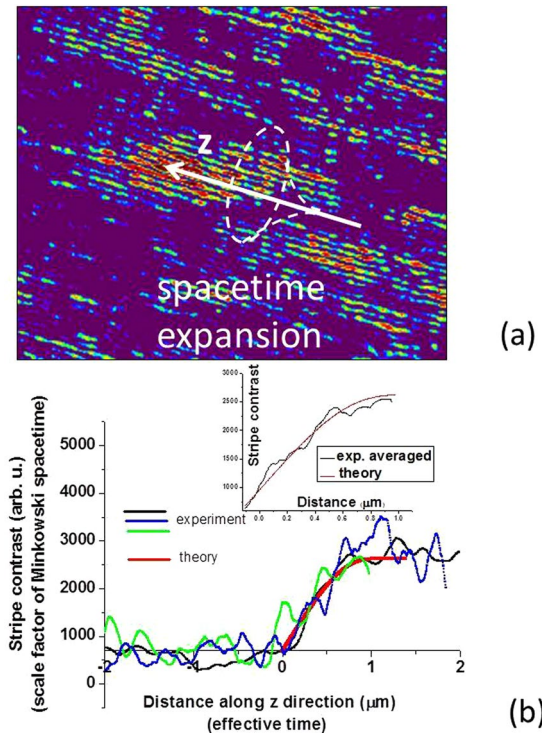 z
spacetime
expansion
(a)
Stripe contrast
3000
2500
2000
1500
1000
0.0 0.2 0.4 0.6 0.8 1.0
Distance (μm)
exp. averaged
theory
Stripe contrast (arb. u.)
(scale factor of Minkowski spacetime)
5000
4000
3000
2000
1000
0
experiment
theory
0 1 2
Distance along z direction (μm)
(effective time)
(b)